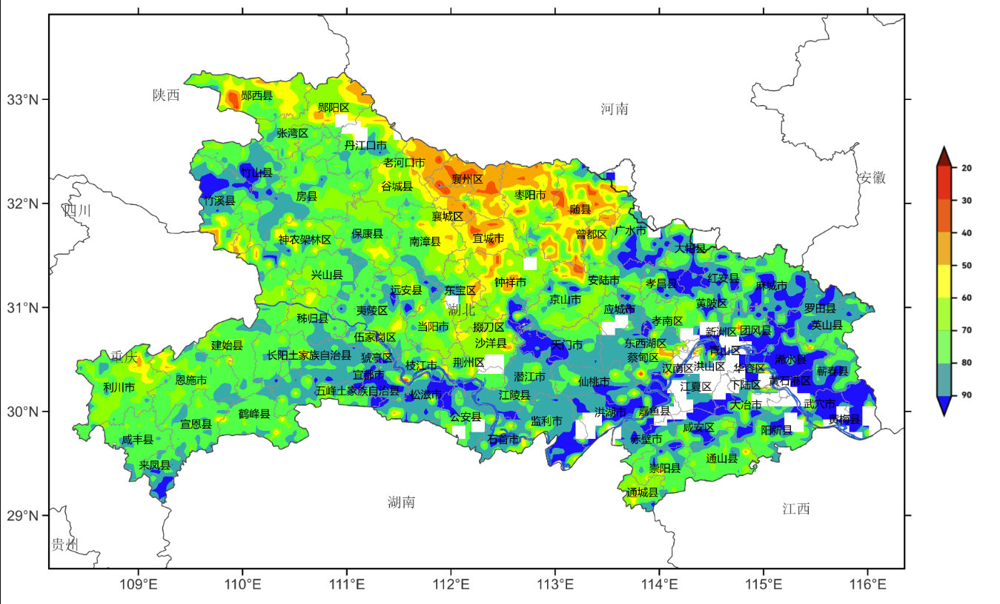 33°N
32°N
31°N
30°N
29°N
109°E
110°E
111°E
112°E
113°E
114°E
115°E
116°E
陕西
河南
安徽
四川
重庆
湖北
湖南
江西
贵州
郧西县
郧阳区
张湾区
丹江口市
老河口市
竹山县
襄州区
谷城县
房县
枣阳市
竹溪县
随县
襄城区
神农架林区
保康县
南漳县
宜城市
曾都区
广水市
大悟县
兴山县
远安县
东宝区
钟祥市
安陆市
孝昌县
红安县
麻城市
京山市
黄陂区
秭归县
夷陵区
应城市
罗田县
当阳市
掇刀区
孝南区
英山县
建始县
伍家岗区
沙洋县
天门市
东西湖区
新洲区
团风县
长阳土家族自治县
猇亭区
枝江市
荆州区
蔡甸区
青山区
浠水县
利川市
恩施市
宜都市
潜江市
仙桃市
汉南区
洪山区
华容区
蕲春县
五峰土家族自治县
松滋市
江陵县
江夏区
下陆区
黄石港区
鹤峰县
宣恩县
公安县
监利市
洪湖市
嘉鱼县
大冶市
武穴市
黄梅县
咸丰县
石首市
赤壁市
咸安区
阳新县
来凤县
崇阳县
通山县
通城县
20
30
40
50
60
70
80
90